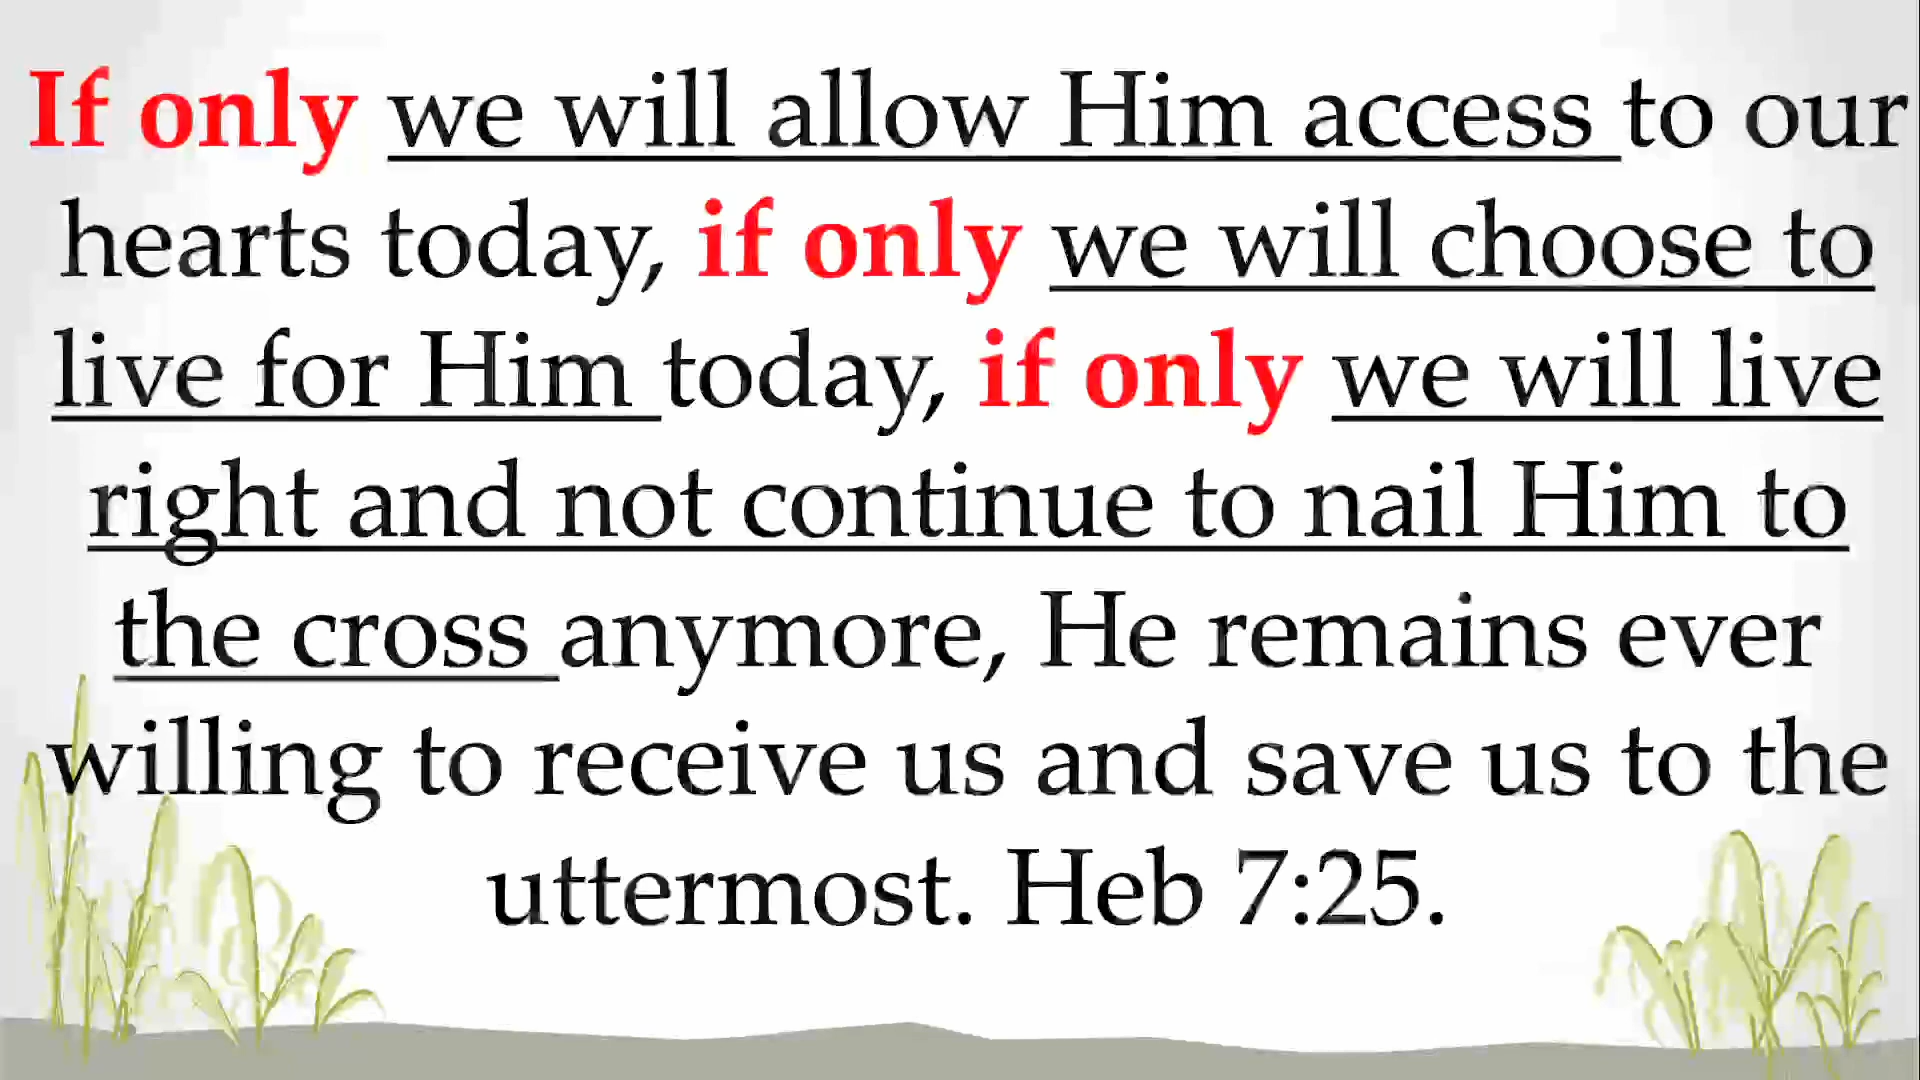 If only we will allow Him access to our
hearts today, if only we will choose to
live for Him today, if only we will live
right and not continue to nail Him to
the cross anymore, He remains ever
willing to receive us and save us to the
uttermost. Heb 7:25.